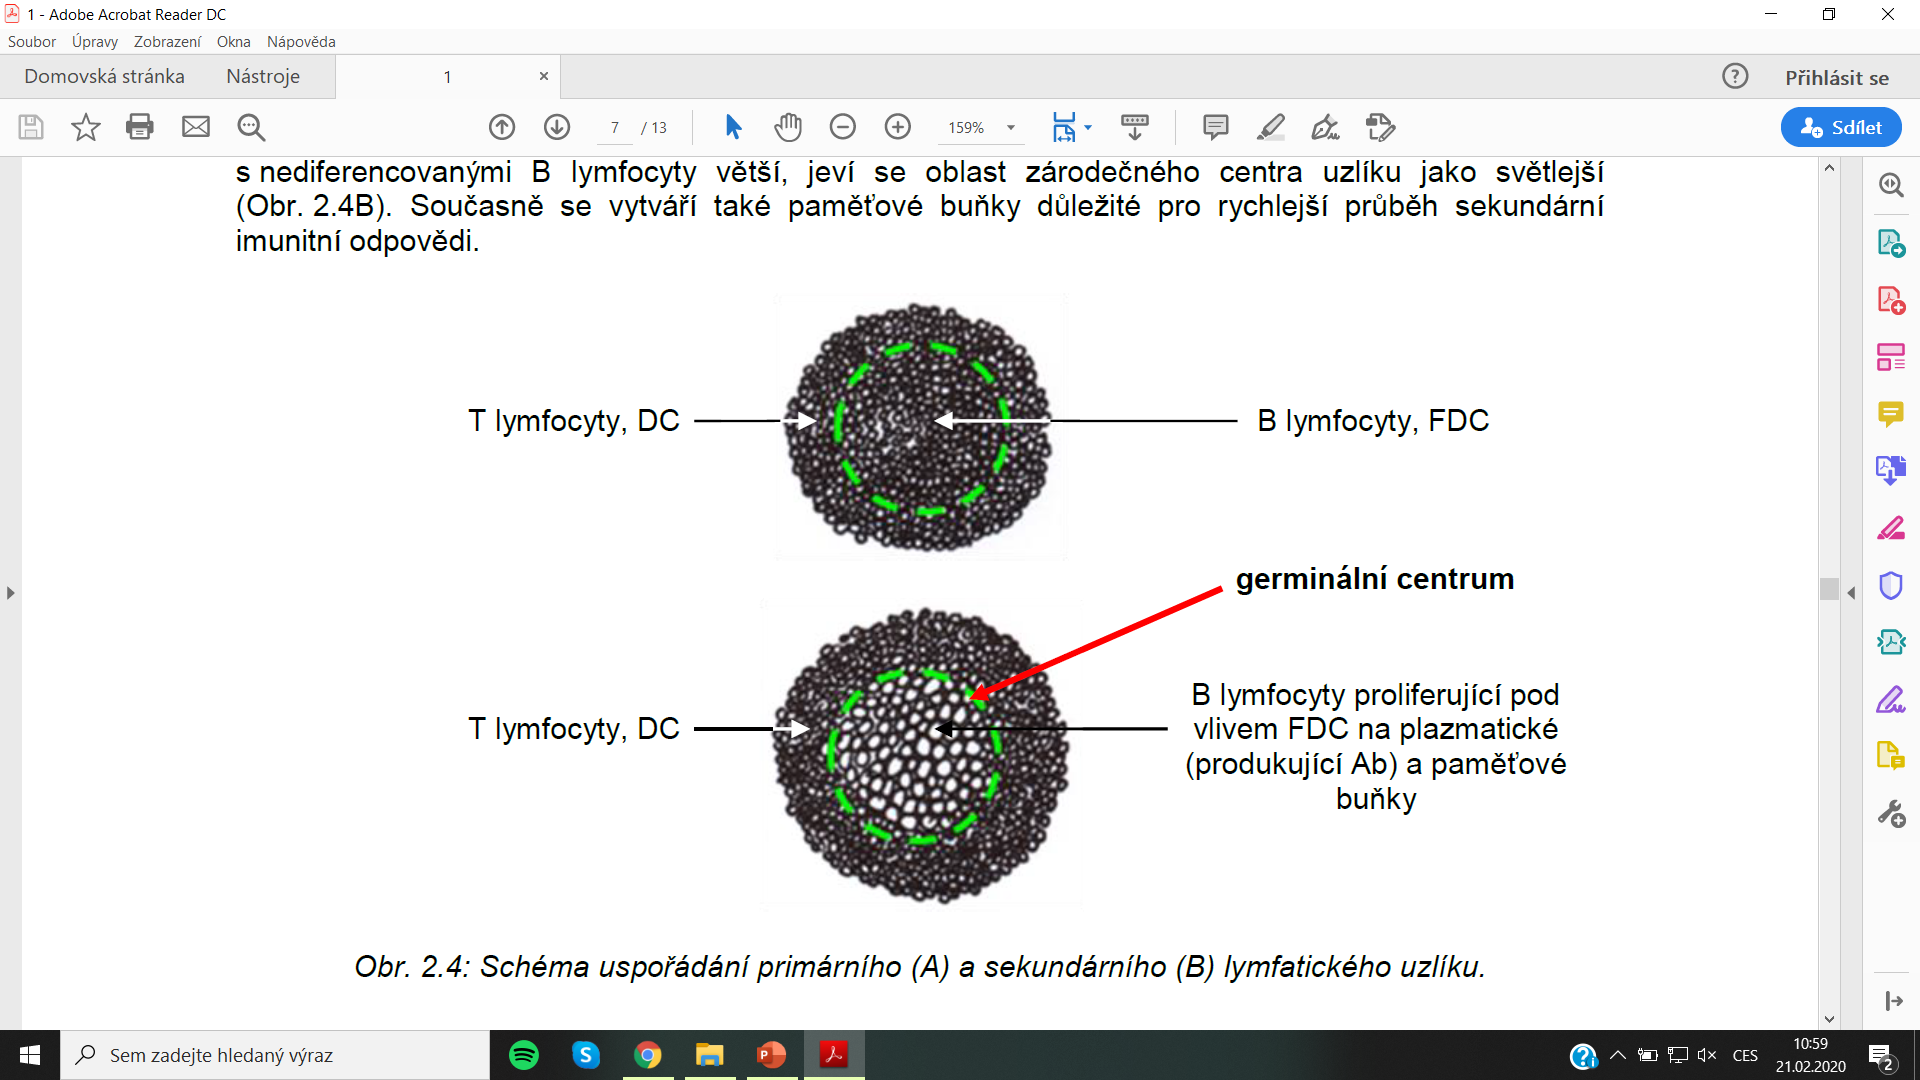 1 - Adobe Acrobat Reader DC
Soubor Úpravy Zobrazení Okna Nápověda
Domovská stránka Nástroje 1 × ? Přihlásit se
7 / 13 159% Sdílet
s nediferencovanými B lymfocyty větší, jeví se oblast zárodečného centra uzlíku jako světlejší
(Obr. 2.4B). Současně se vytváří také paměťové buňky důležité pro rychlejší průběh sekundární
imunitní odpovědi.
T lymfocyty, DC
B lymfocyty, FDC
germinální centrum
T lymfocyty, DC
B lymfocyty proliferující pod
vlivem FDC na plazmatické
(produkující Ab) a paměťové
buňky
Obr. 2.4: Schéma uspořádání primárního (A) a sekundárního (B) lymfatického uzlíku.
Sem zadejte hledaný výraz
CES
10:59
21.02.2020
2